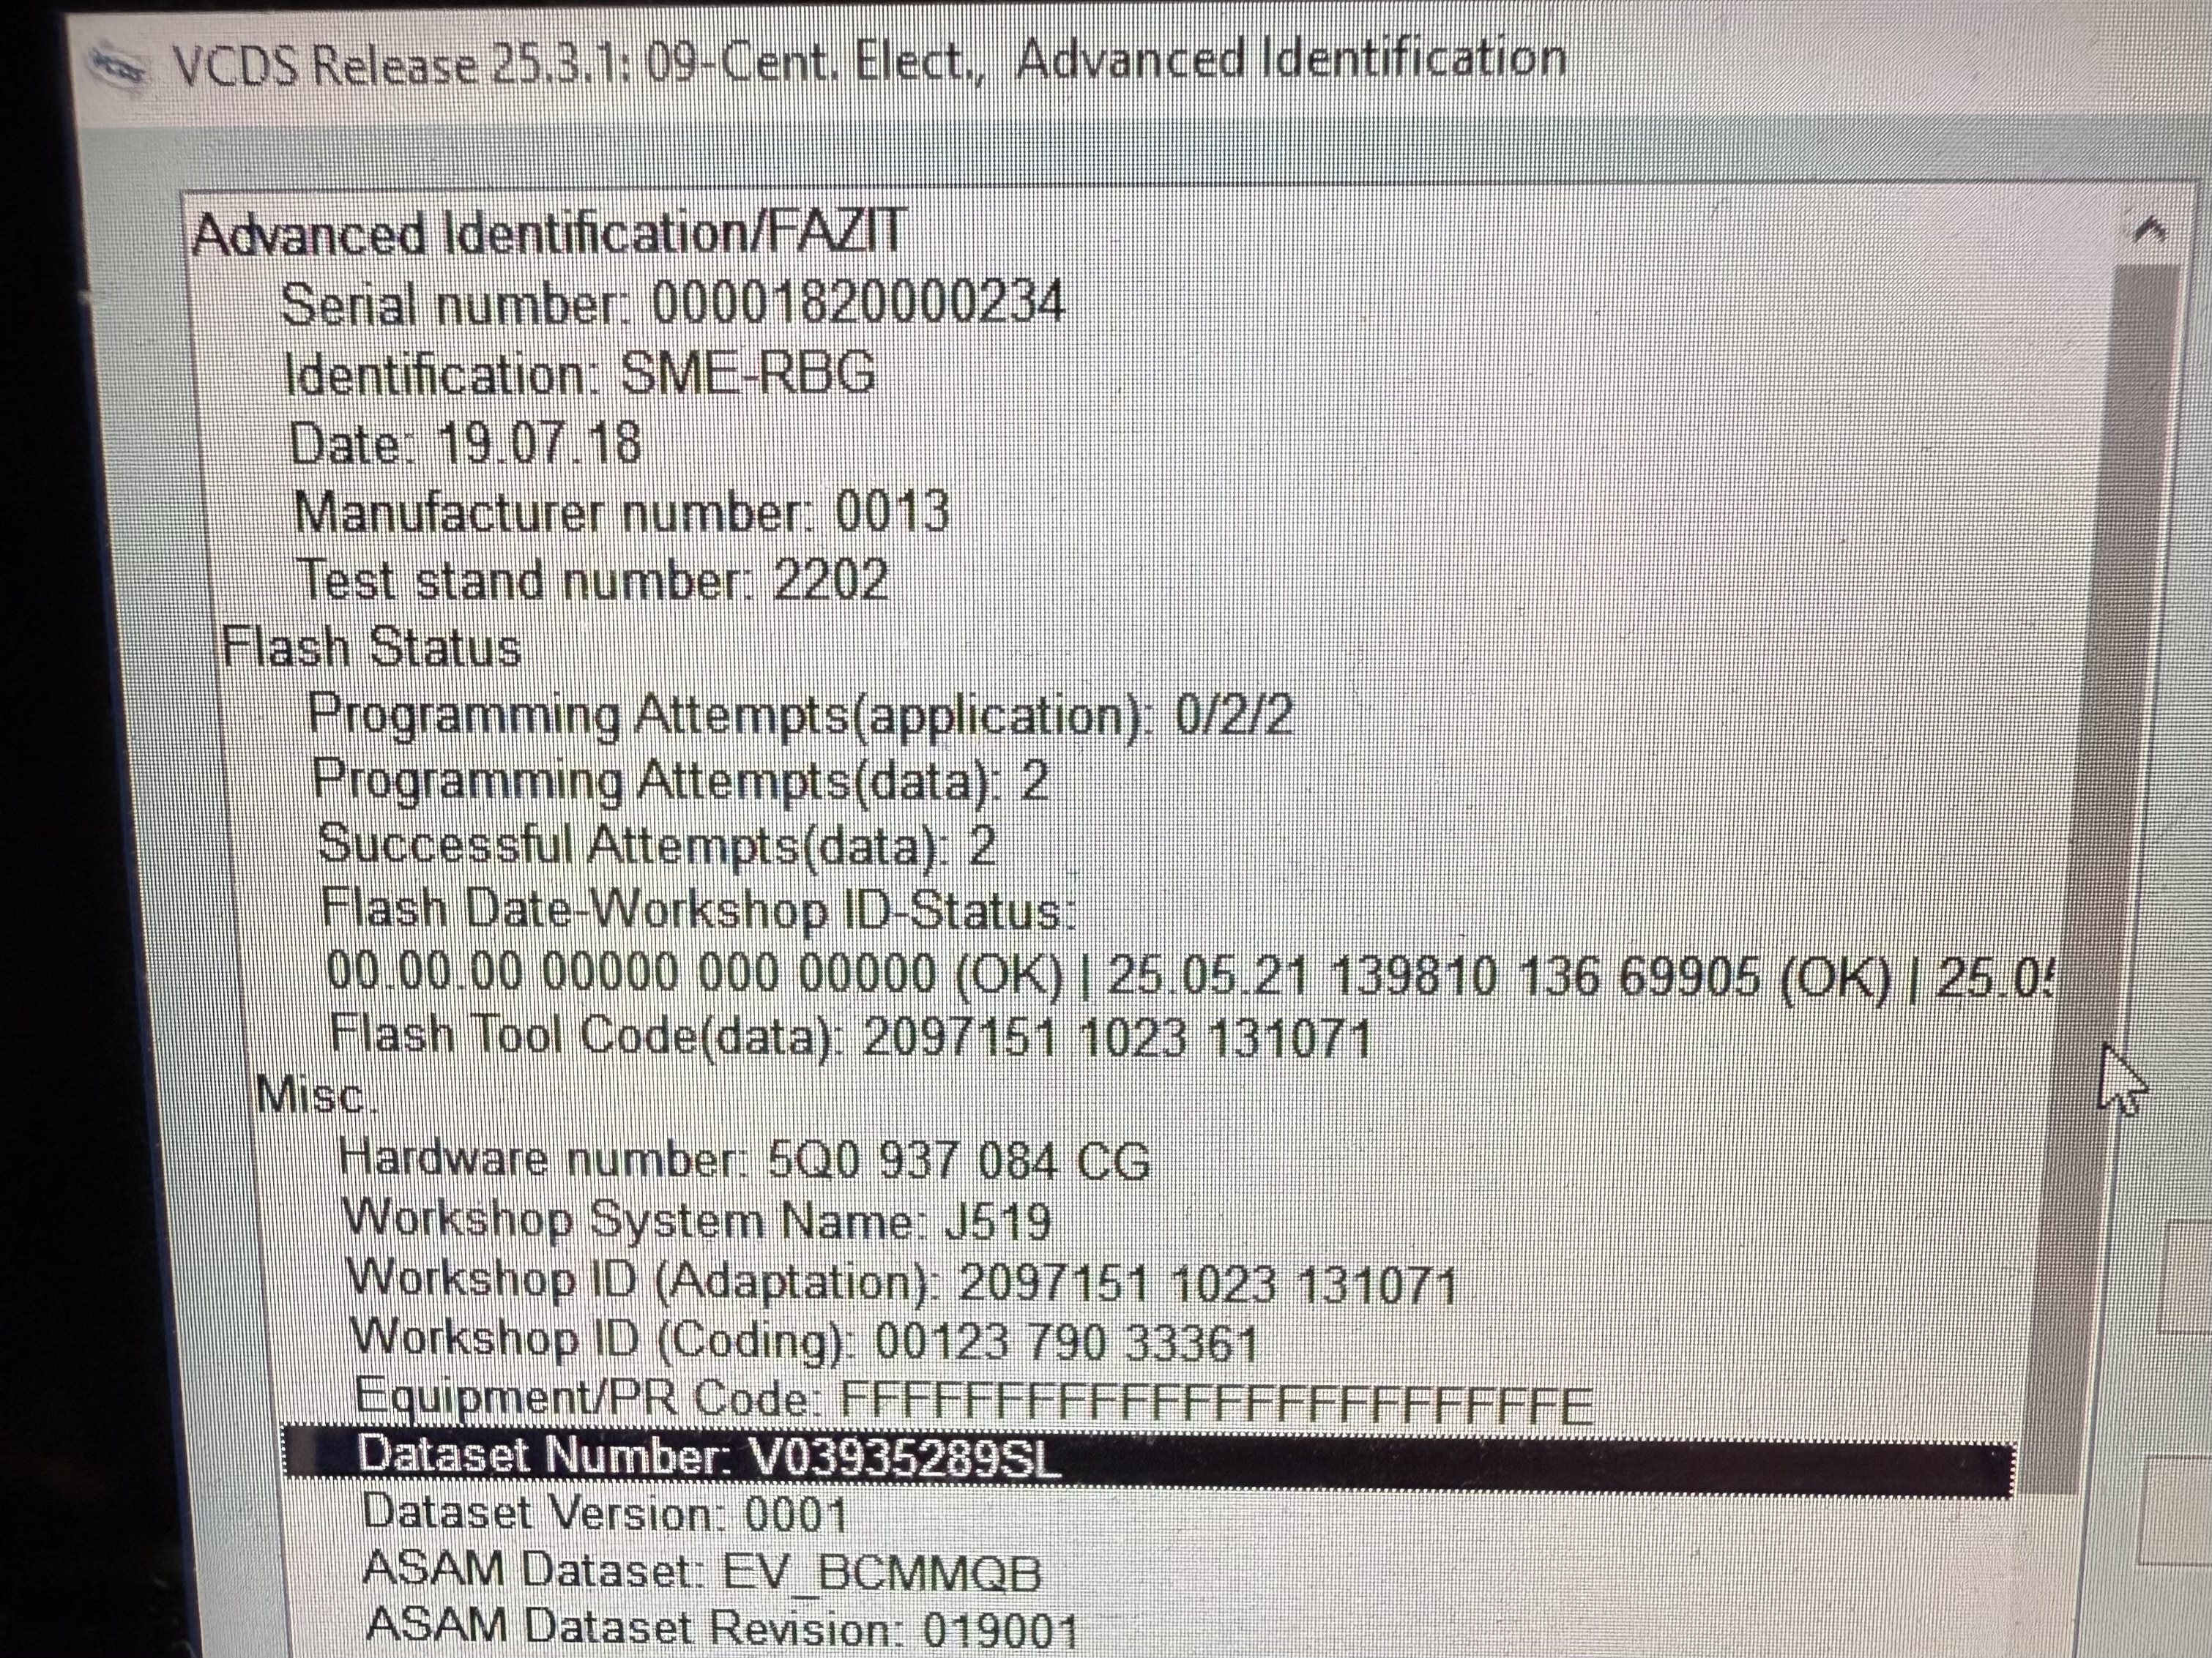 VCDS Release 25.3.1: 09-Cent. Elect.,  Advanced Identification
Advanced Identification/FAZIT
Serial number: 00001820000234
Identification: SME-RBG
Date: 19.07.18
Manufacturer number: 0013
Test stand number: 2202
Flash Status
Programming Attempts(application): 0/2/2
Programming Attempts(data): 2
Successful Attempts(data): 2
Flash Date-Workshop ID-Status:
00.00.00 00000 000 00000 (OK) | 25.05.21 139810 136 69905 (OK) | 25.0
Flash Tool Code(data): 2097151 1023 131071
Misc.
Hardware number: 5Q0 937 084 CG
Workshop System Name: J519
Workshop ID (Adaptation): 2097151 1023 131071
Workshop ID (Coding): 00123 790 33361
Equipment/PR Code: FFFFFFFFFFFFFFFFFFFFFFFE
Dataset Number: V03935289SL
Dataset Version: 0001
ASAM Dataset: EV_BCMMQB
ASAM Dataset Revision: 019001